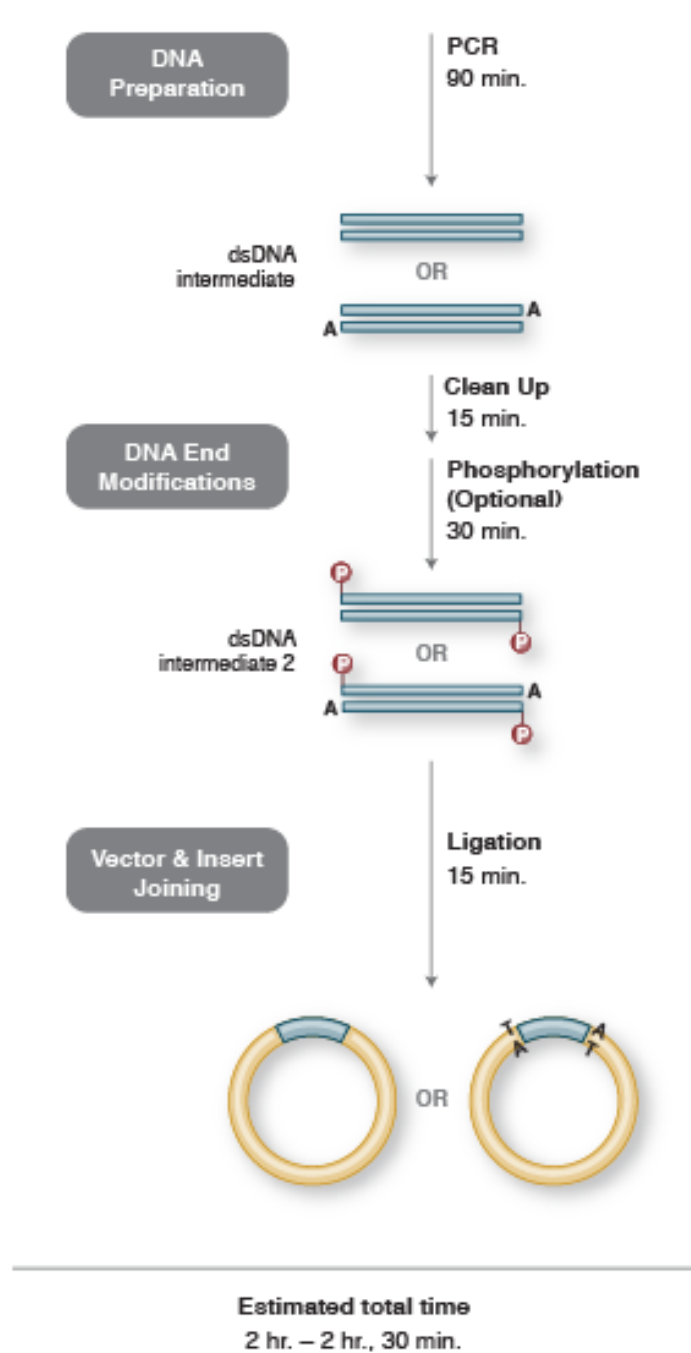 DNA
Preparation
PCR
90 min.
dsDNA
intermediate
OR
A
A
Clean Up
15 min.
DNA End
Modifications
Phosphorylation
(Optional)
30 min.
P
dsDNA
intermediate 2
P
OR
P
A
A
P
Vector & Insert
Joining
Ligation
15 min.
T
A
A
T
OR
Estimated total time
2 hr. – 2 hr., 30 min.